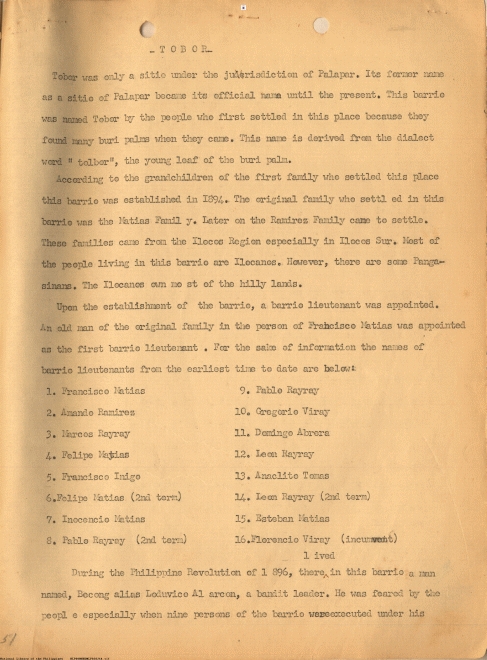 - T O B O R -
Tobor was only a sitio under the jurisdiction of Palapar. Its former name
as a sitio of Palapar became its official name until the present. This barrio
was named Tobor by the people who first settled in this place because they
found many buri palms when they came. This name is derived from the dialect
word " tolbor", the young leaf of the buri palm.
According to the grandchildren of the first family who settled this place
this barrio was established in 1894. The original family who settl ed in this
barrio was the Matias Famil y. Later on the Ramirez Family came to settle.
These families came from the Ilocos Region especially in Ilocos Sur. Most of
the people living in this barrio are Ilocanos. However, there are some Panga-
sinans. The Ilocanos own mo st of the hilly lands.
Upon the establishment of the barrio, a barrio lieutenant was appointed.
An old man of the original family in the person of Francisco Matias was appointed
as the first barrio lieutenant . For the sake of information the names of
barrio lieutenants from the earliest time to date are below:
1. Francisco Matias 9. Pablo Rayray
2. Amando Ramirez 10. Gregorio Viray
3. Marcos Rayray 11. Domingo Abrera
4. Felipe Matias 12. Leon Rayray
5. Francisco Inigo 13. Anaclito Tomas
6.Felipe Matias (2nd term) 14. Leon Rayray (2nd term)
7. Inocencio Matias 15. Esteban Matias
8. Pablo Rayray (2nd term) 16.Florencio Viray
l ived
During the Philippine Revolution of 1 896, there in this barrio a man
named, Becong alias Loduvico Al arcon, a bandit leader. He was feared by the
peopl e especially when nine persons of the barrio were executed under his
51